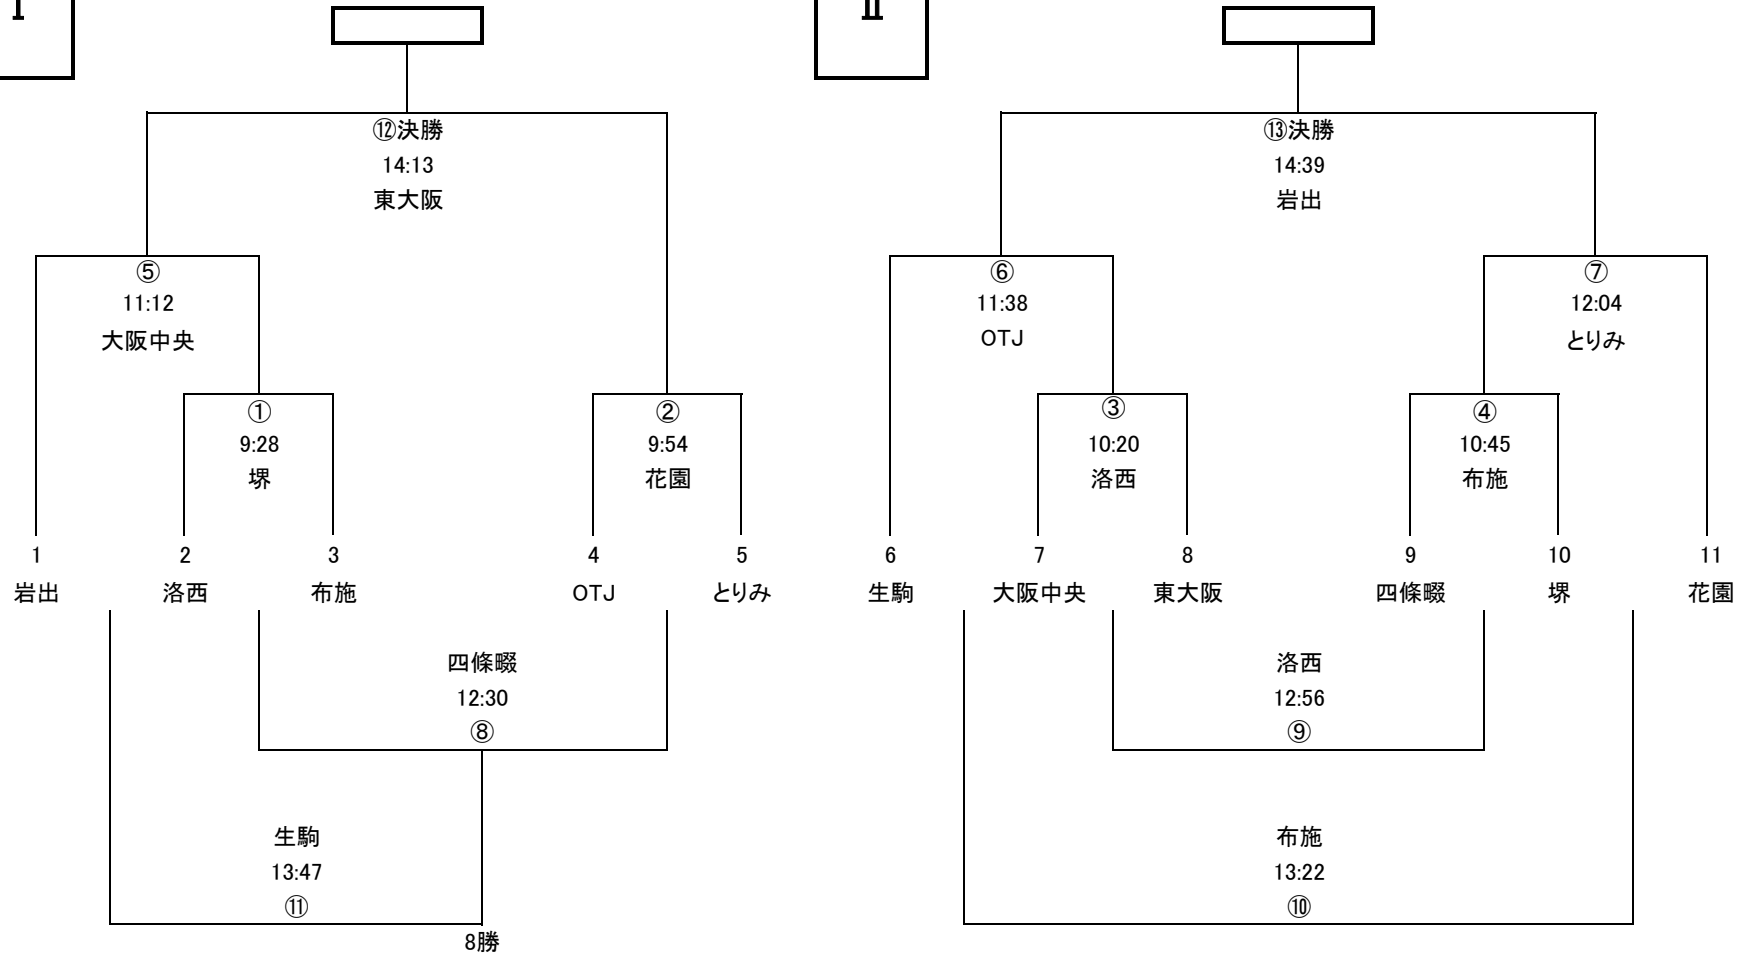 Ⅰ
Ⅱ
⑫決勝
14:13
東大阪
⑬決勝
14:39
岩出
⑤
11:12
大阪中央
⑥
11:38
OTJ
⑦
12:04
とりみ
①
9:28
堺
②
9:54
花園
③
10:20
洛西
④
10:45
布施
1 2 3 4 5 6 7 8 9 10 11
岩出 洛西 布施 OTJ とりみ 生駒 大阪中央 東大阪 四條畷 堺 花園
四條畷
12:30
⑧
洛西
12:56
⑨
生駒
13:47
⑪
8勝
布施
13:22
⑩